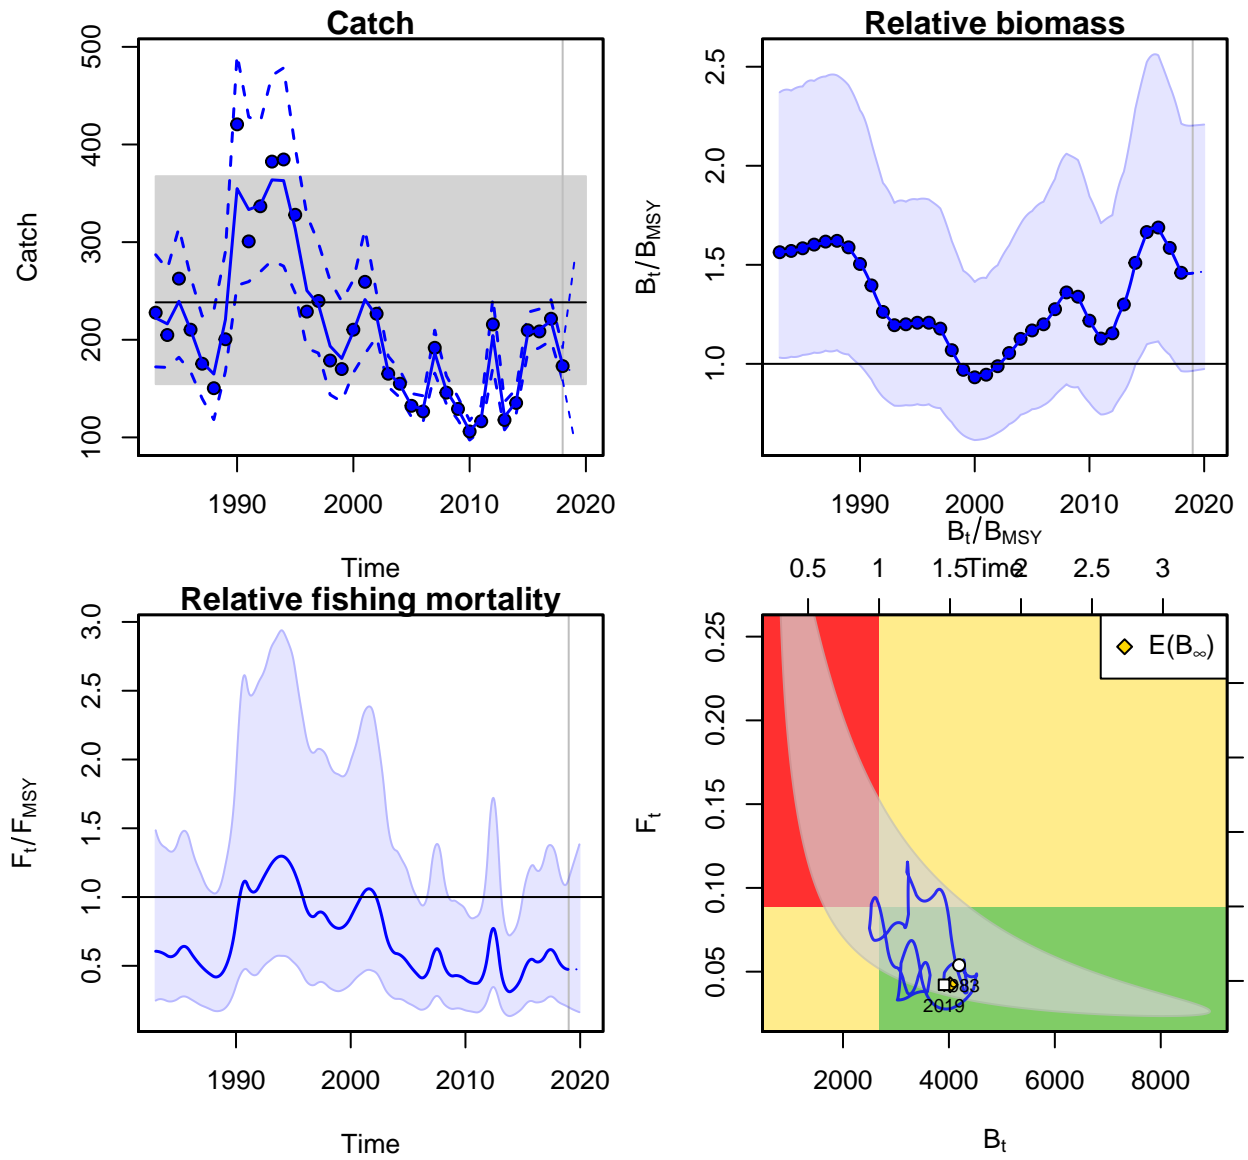 Catch
500
400
300
200
100
Catch
1990 2000 2010 2020
Time
Relative biomass
2.5
2.0
1.5
1.0
Bt/BMSY
1990 2000 2010 2020
Time
Relative fishing mortality
3.0
2.5
2.0
1.5
1.0
0.5
Ft/FMSY
1990 2000 2010 2020
Time
Bt/BMSY
0.5 1 1.5 2 2.5 3
E(B∞)
0.25
0.20
0.15
0.10
0.05
Ft
1983
2019
2000 4000 6000 8000
Bt